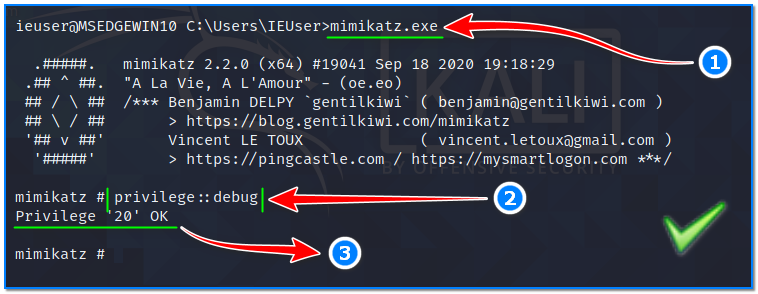 ieuser@MSEDGEWIN10 C:\Users\IEUser>mimikatz.exe
1
.#####. mimikatz 2.2.0 (x64) #19041 Sep 18 2020 19:18:29
.## ^ ##. "A La Vie, A L'Amour" - (oe.eo)
## / \ ## /*** Benjamin DELPY `gentilkiwi` ( benjamin@gentilkiwi.com )
## \ / ## > https://blog.gentilkiwi.com/mimikatz
'## v ##' Vincent LE TOUX ( vincent.letoux@gmail.com )
'#####' > https://pingcastle.com / https://mysmartlogon.com ***/
KALI
BY OFFENSIVE SECURITY
mimikatz # privilege::debug
2
Privilege '20' OK
3
mimikatz #